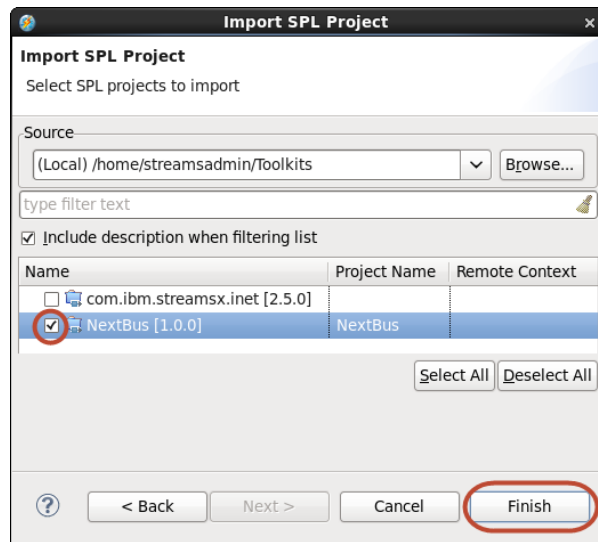 Import SPL Project
Import SPL Project
Select SPL projects to import
Source
(Local) /home/streamsadmin/Toolkits
Browse...
type filter text
Include description when filtering list
Name Project Name Remote Context
com.ibm.streamsx.inet [2.5.0]
NextBus [1.0.0] NextBus
Select All Deselect All
? < Back Next > Cancel Finish